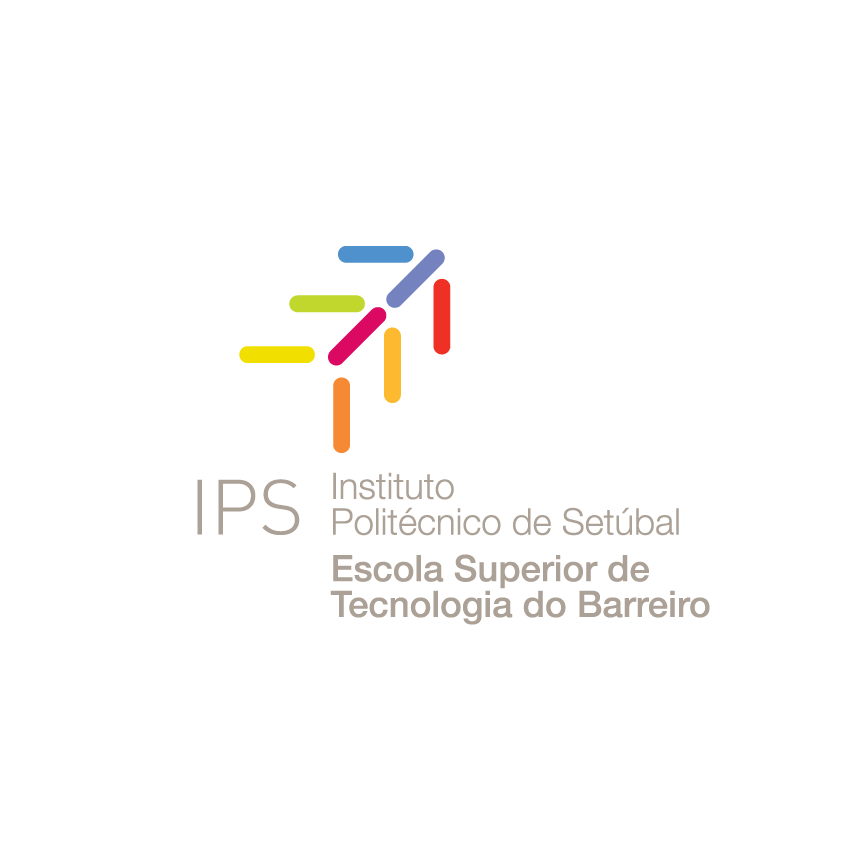 IPS
Instituto
Politécnico de Setúbal
Escola Superior de
Tecnologia do Barreiro